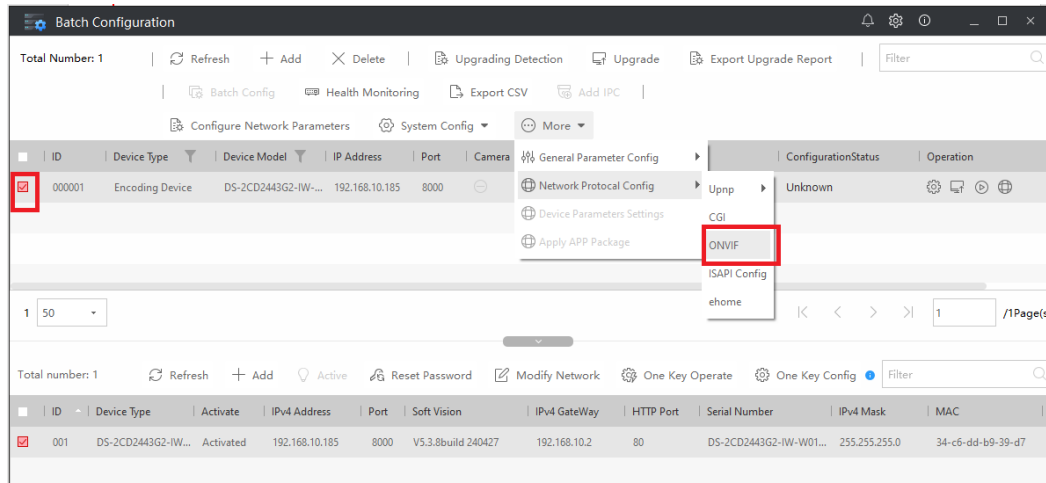 Batch Configuration
Total Number: 1 Refresh Add Delete Upgrading Detection Upgrade Export Upgrade Report Filter
Batch Config Health Monitoring Export CSV Add IPC
Configure Network Parameters System Config More
ID Device Type Device Model IP Address Port Camera ConfigurationStatus Operation
000001 Encoding Device DS-2CD2443G2-IW-... 192.168.10.185 8000 Unknown
General Parameter Config
Network Protocal Config
Device Parameters Settings
Apply APP Package
Upnp
CGI
ONVIF
ISAPI Config
ehome
1 50 1 /1Page(s
Total number: 1 Refresh Add Active Reset Password Modify Network One Key Operate One Key Config Filter
ID Device Type Activate IPv4 Address Port Soft Vision IPv4 GateWay HTTP Port Serial Number IPv4 Mask MAC
001 DS-2CD2443G2-IW... Activated 192.168.10.185 8000 V5.3.8build 240427 192.168.10.2 80 DS-2CD2443G2-IW-W01... 255.255.255.0 34-c6-dd-b9-39-d7